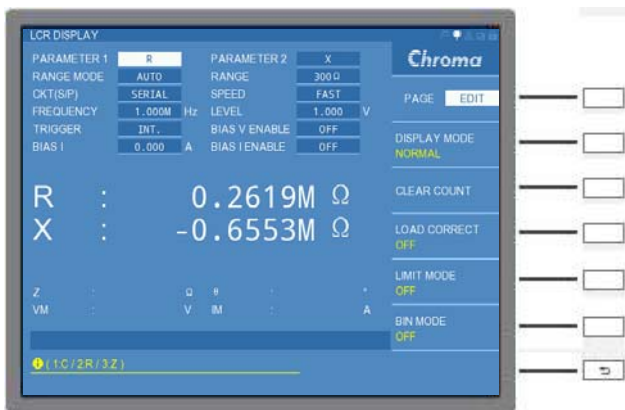 LCR DISPLAY
PARAMETER 1 R PARAMETER 2 X
RANGE MODE AUTO RANGE 300 Ω
CKT(S/P) SERIAL SPEED FAST
FREQUENCY 1.000M Hz LEVEL 1.000 V
TRIGGER INT. BIAS V ENABLE OFF
BIAS I 0.000 A BIAS I ENABLE OFF
R : 0.2619M Ω
X : -0.6553M Ω
Z : Ω θ : °
VM : V IM : A
(1:C/2:R/3:Z)
Chroma
PAGE EDIT
DISPLAY MODE
NORMAL
CLEAR COUNT
LOAD CORRECT
OFF
LIMIT MODE
OFF
BIN MODE
OFF